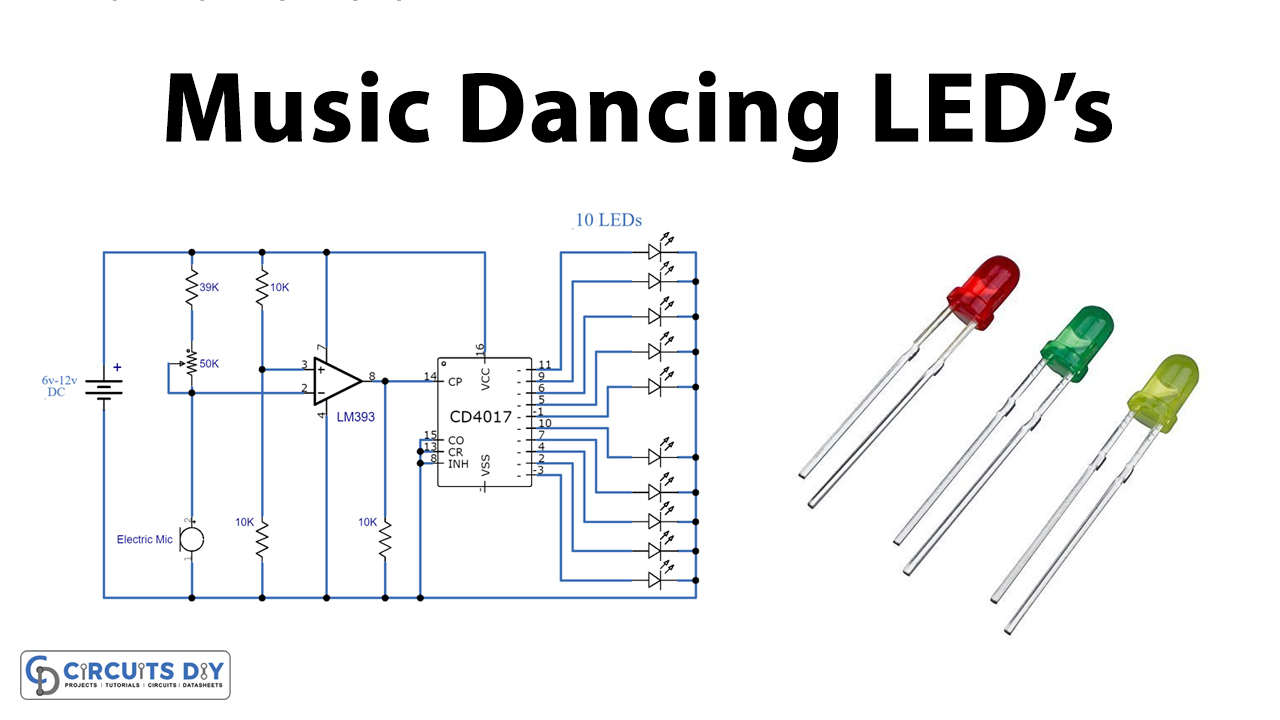 Music Dancing LED's
10 LEDs
39K
10K
50K
6v-12v
DC
+
3
2
7
4
8
+
-
LM393
14
CP
16
VCC
CD4017
15
CO
13
CR
8
INH
VSS
11
9
6
5
1
10
7
4
2
3
Electric Mic
2
1
10K
10K
CIRCUITS DIY
PROJECTS | TUTORIALS | CIRCUITS | DATASHEETS